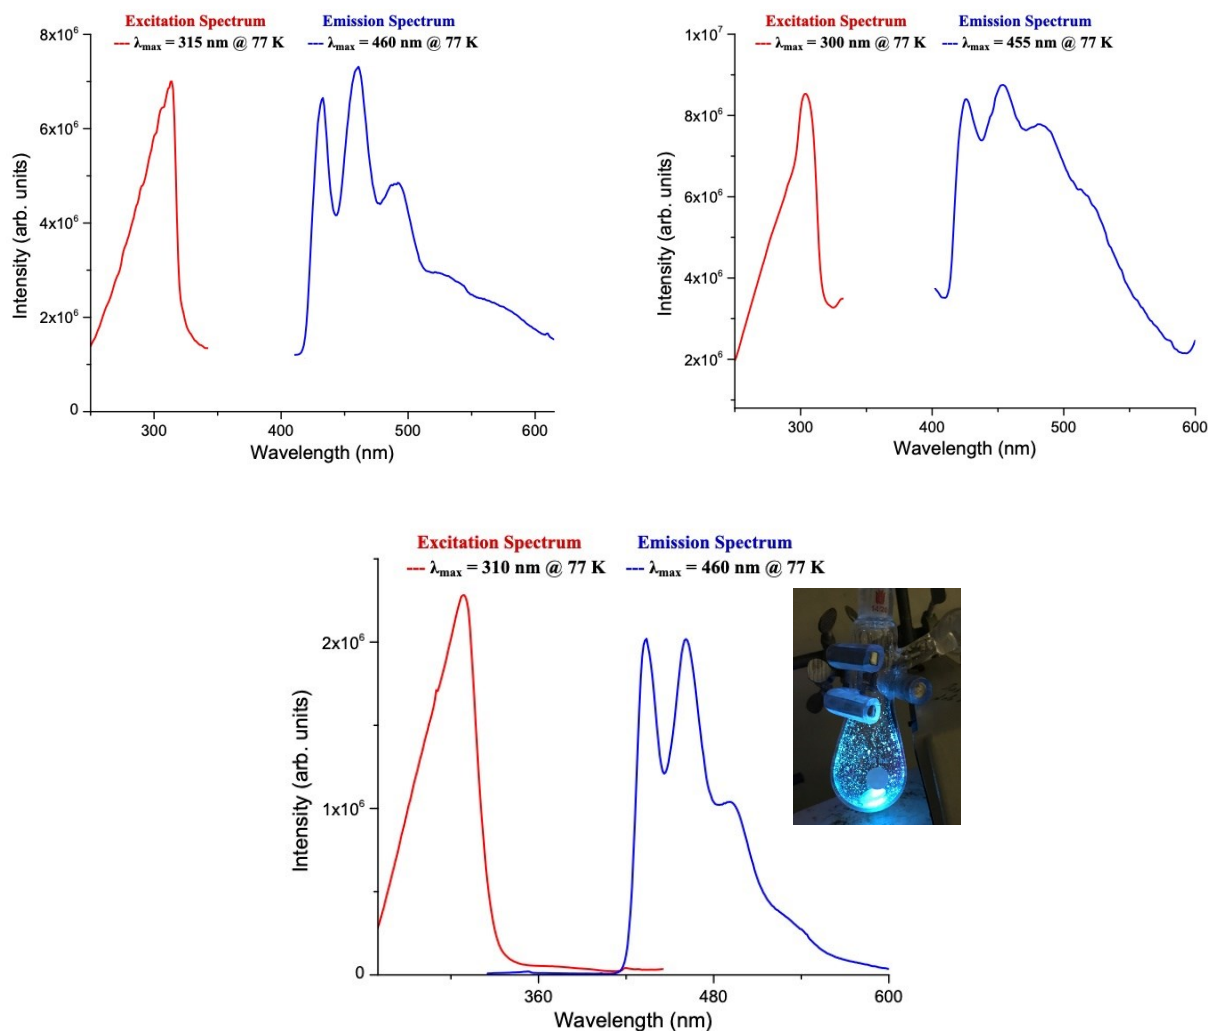 Excitation Spectrum
Emission Spectrum
--- λmax = 315 nm @ 77 K
--- λmax = 460 nm @ 77 K
8x10⁶
6x10⁶
4x10⁶
2x10⁶
0
Intensity (arb. units)
300
400
500
600
Wavelength (nm)
Excitation Spectrum
Emission Spectrum
--- λmax = 300 nm @ 77 K
--- λmax = 455 nm @ 77 K
1x10⁷
8x10⁶
6x10⁶
4x10⁶
2x10⁶
Intensity (arb. units)
300
400
500
600
Wavelength (nm)
Excitation Spectrum
Emission Spectrum
--- λmax = 310 nm @ 77 K
--- λmax = 460 nm @ 77 K
2x10⁶
1x10⁶
0
Intensity (arb. units)
360
480
600
Wavelength (nm)